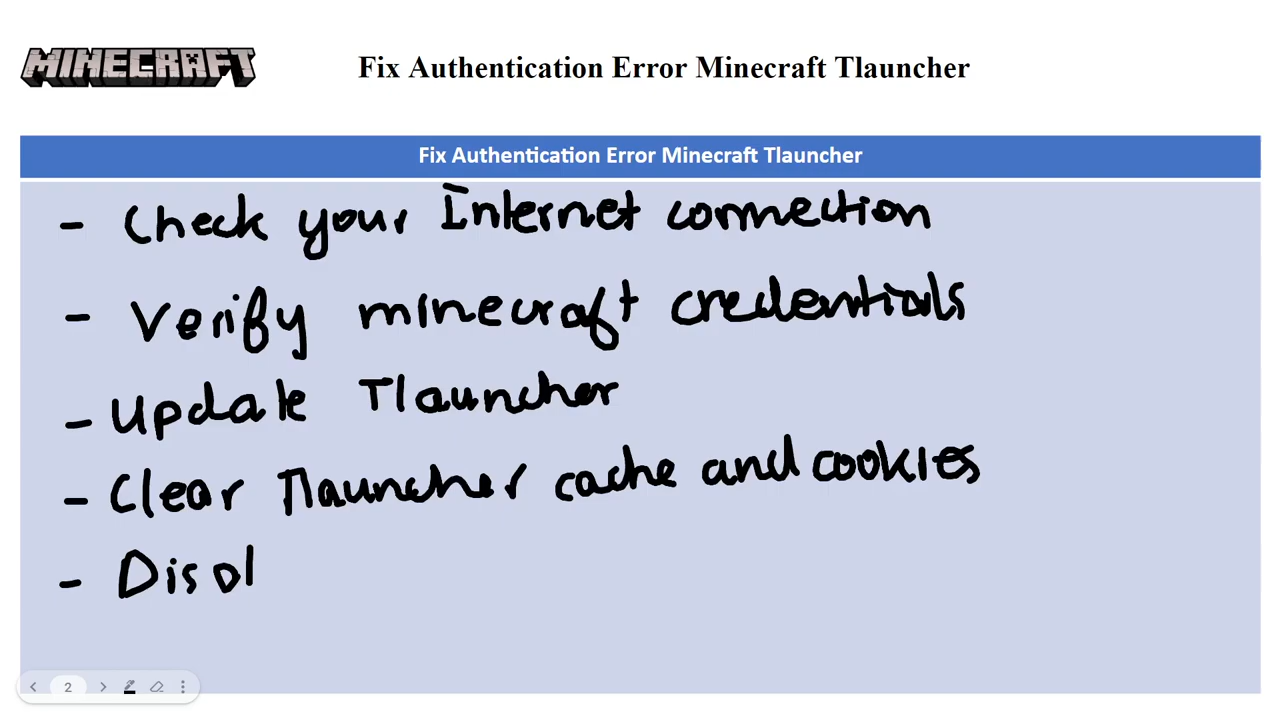 MINECRAFT
Fix Authentication Error Minecraft Tlauncher
Fix Authentication Error Minecraft Tlauncher
- Check your Internet connection
- Verify minecraft credentials
- Update Tlauncher
- Clear Tlauncher cache and cookies
- Disal
2